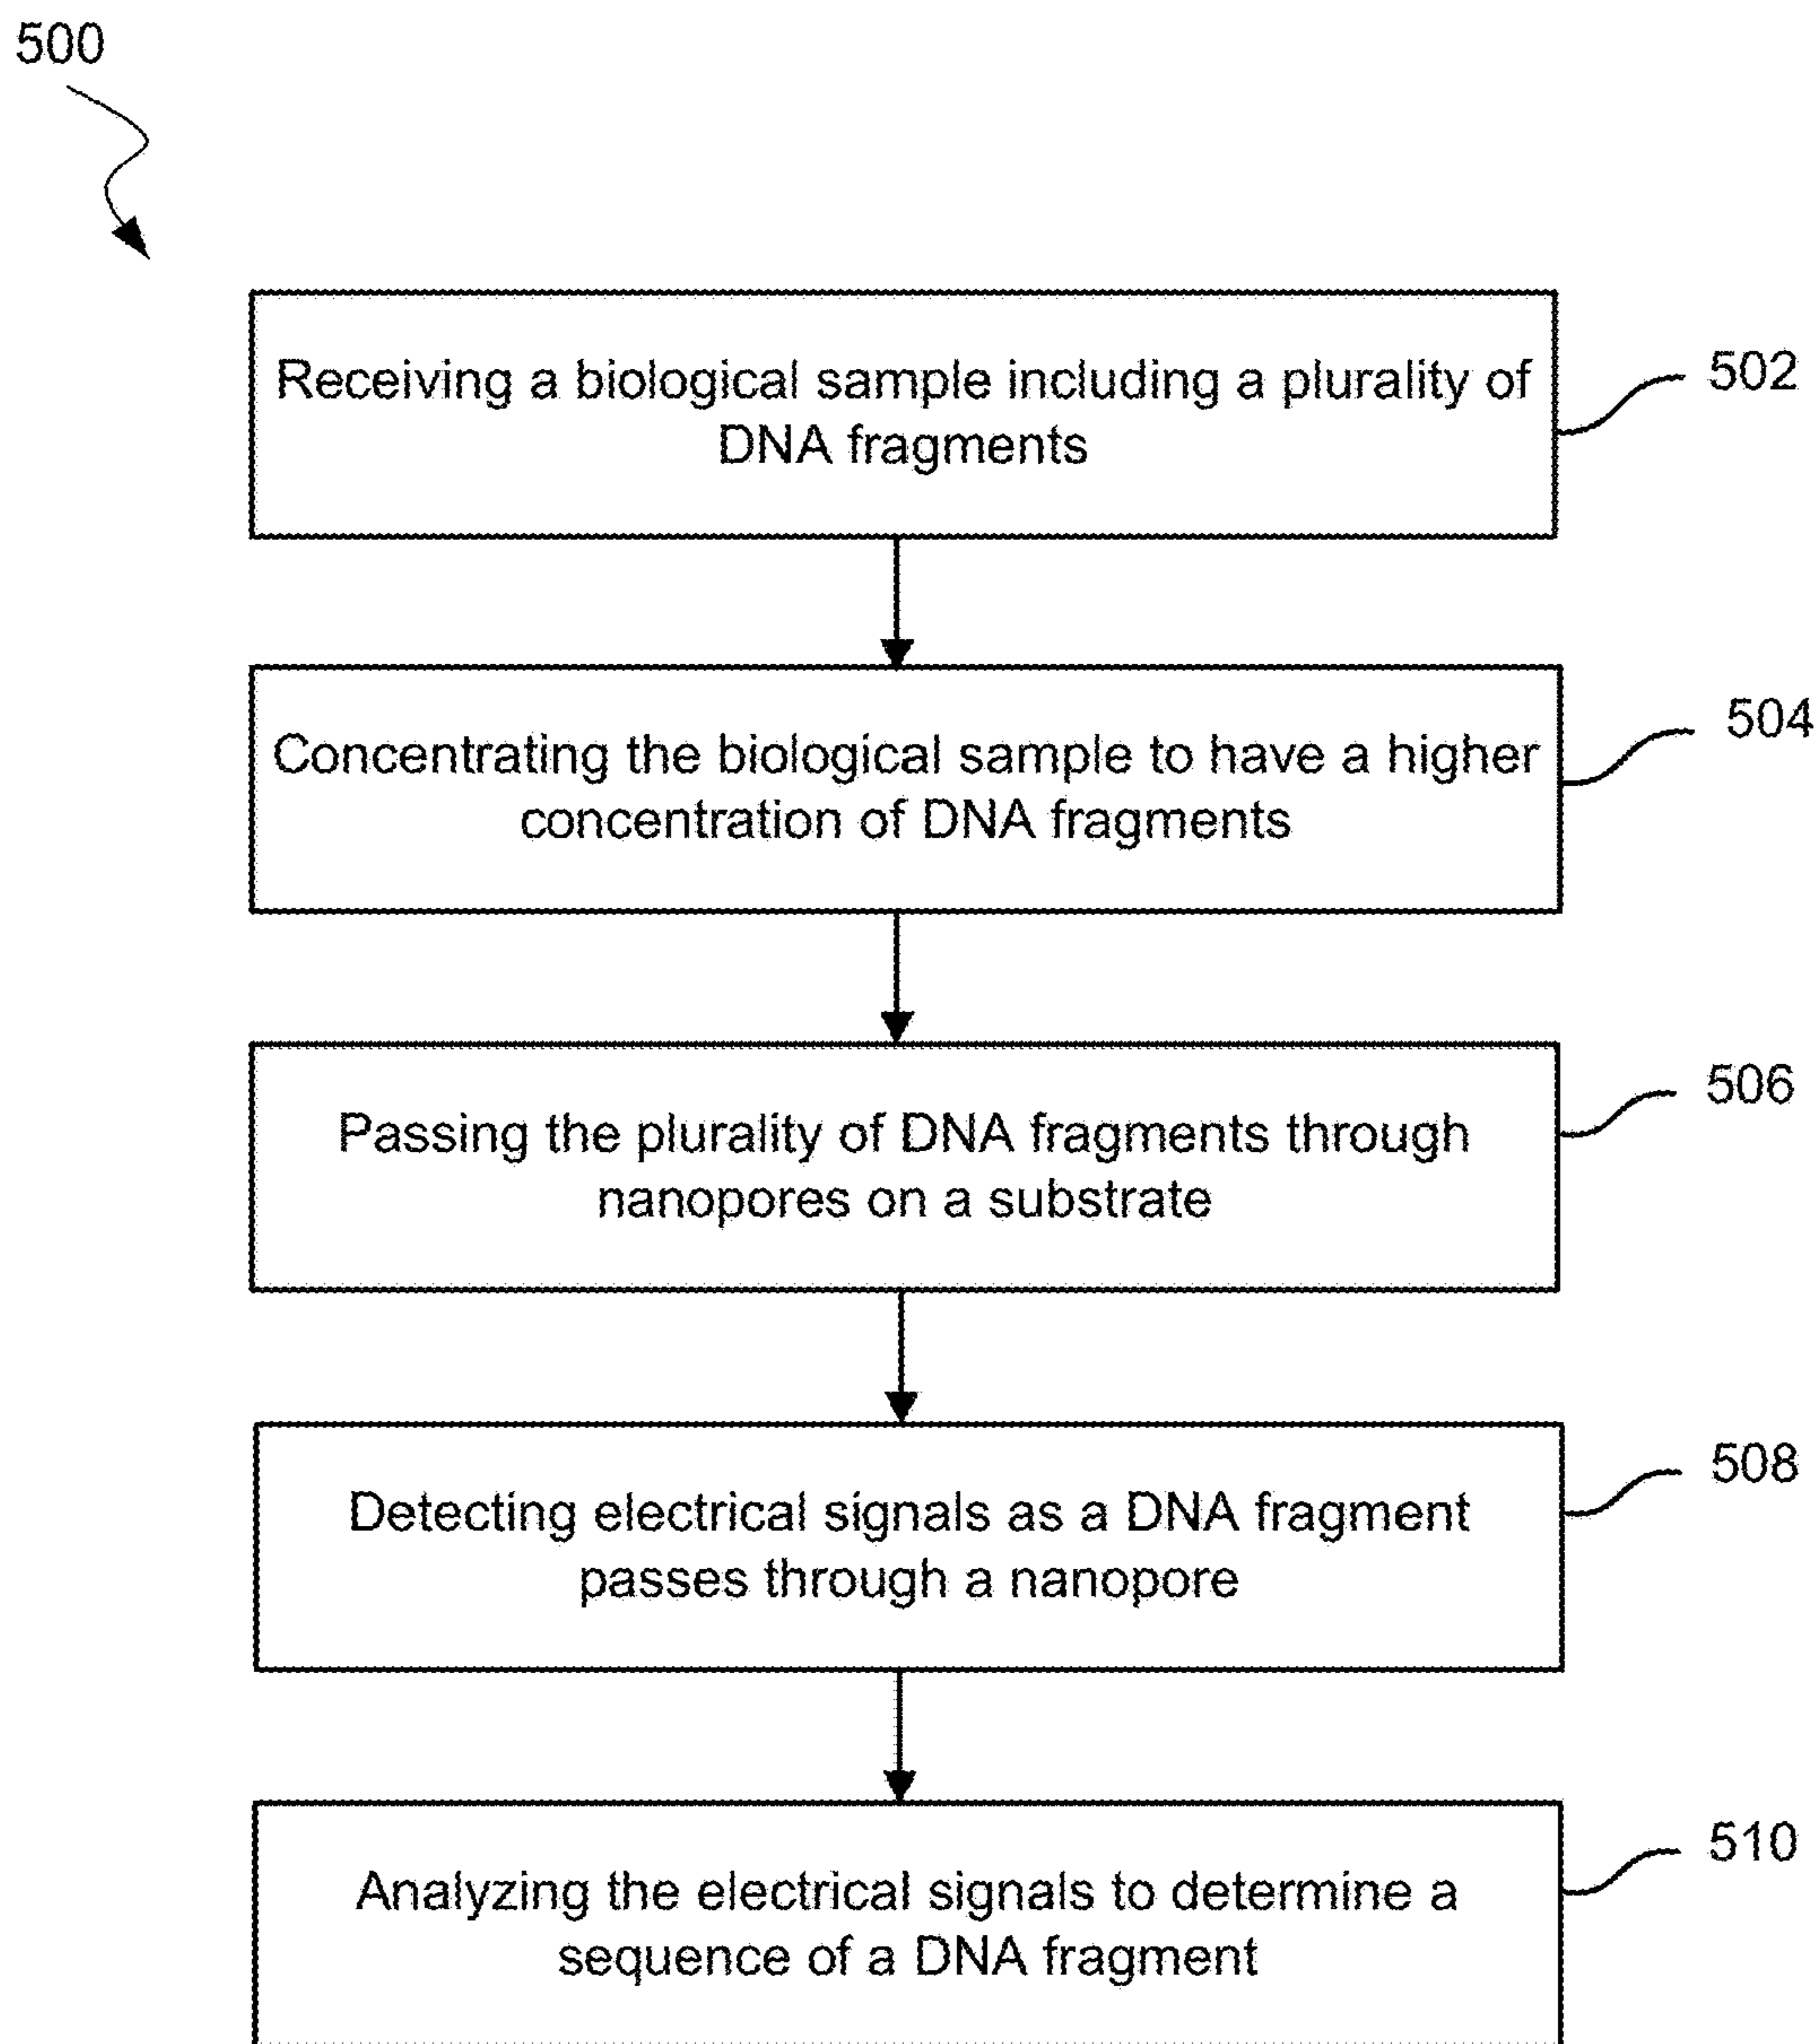 500
Receiving a biological sample including a plurality of
DNA fragments
502
Concentrating the biological sample to have a higher
concentration of DNA fragments
504
Passing the plurality of DNA fragments through
nanopores on a substrate
506
Detecting electrical signals as a DNA fragment
passes through a nanopore
508
Analyzing the electrical signals to determine a
sequence of a DNA fragment
510